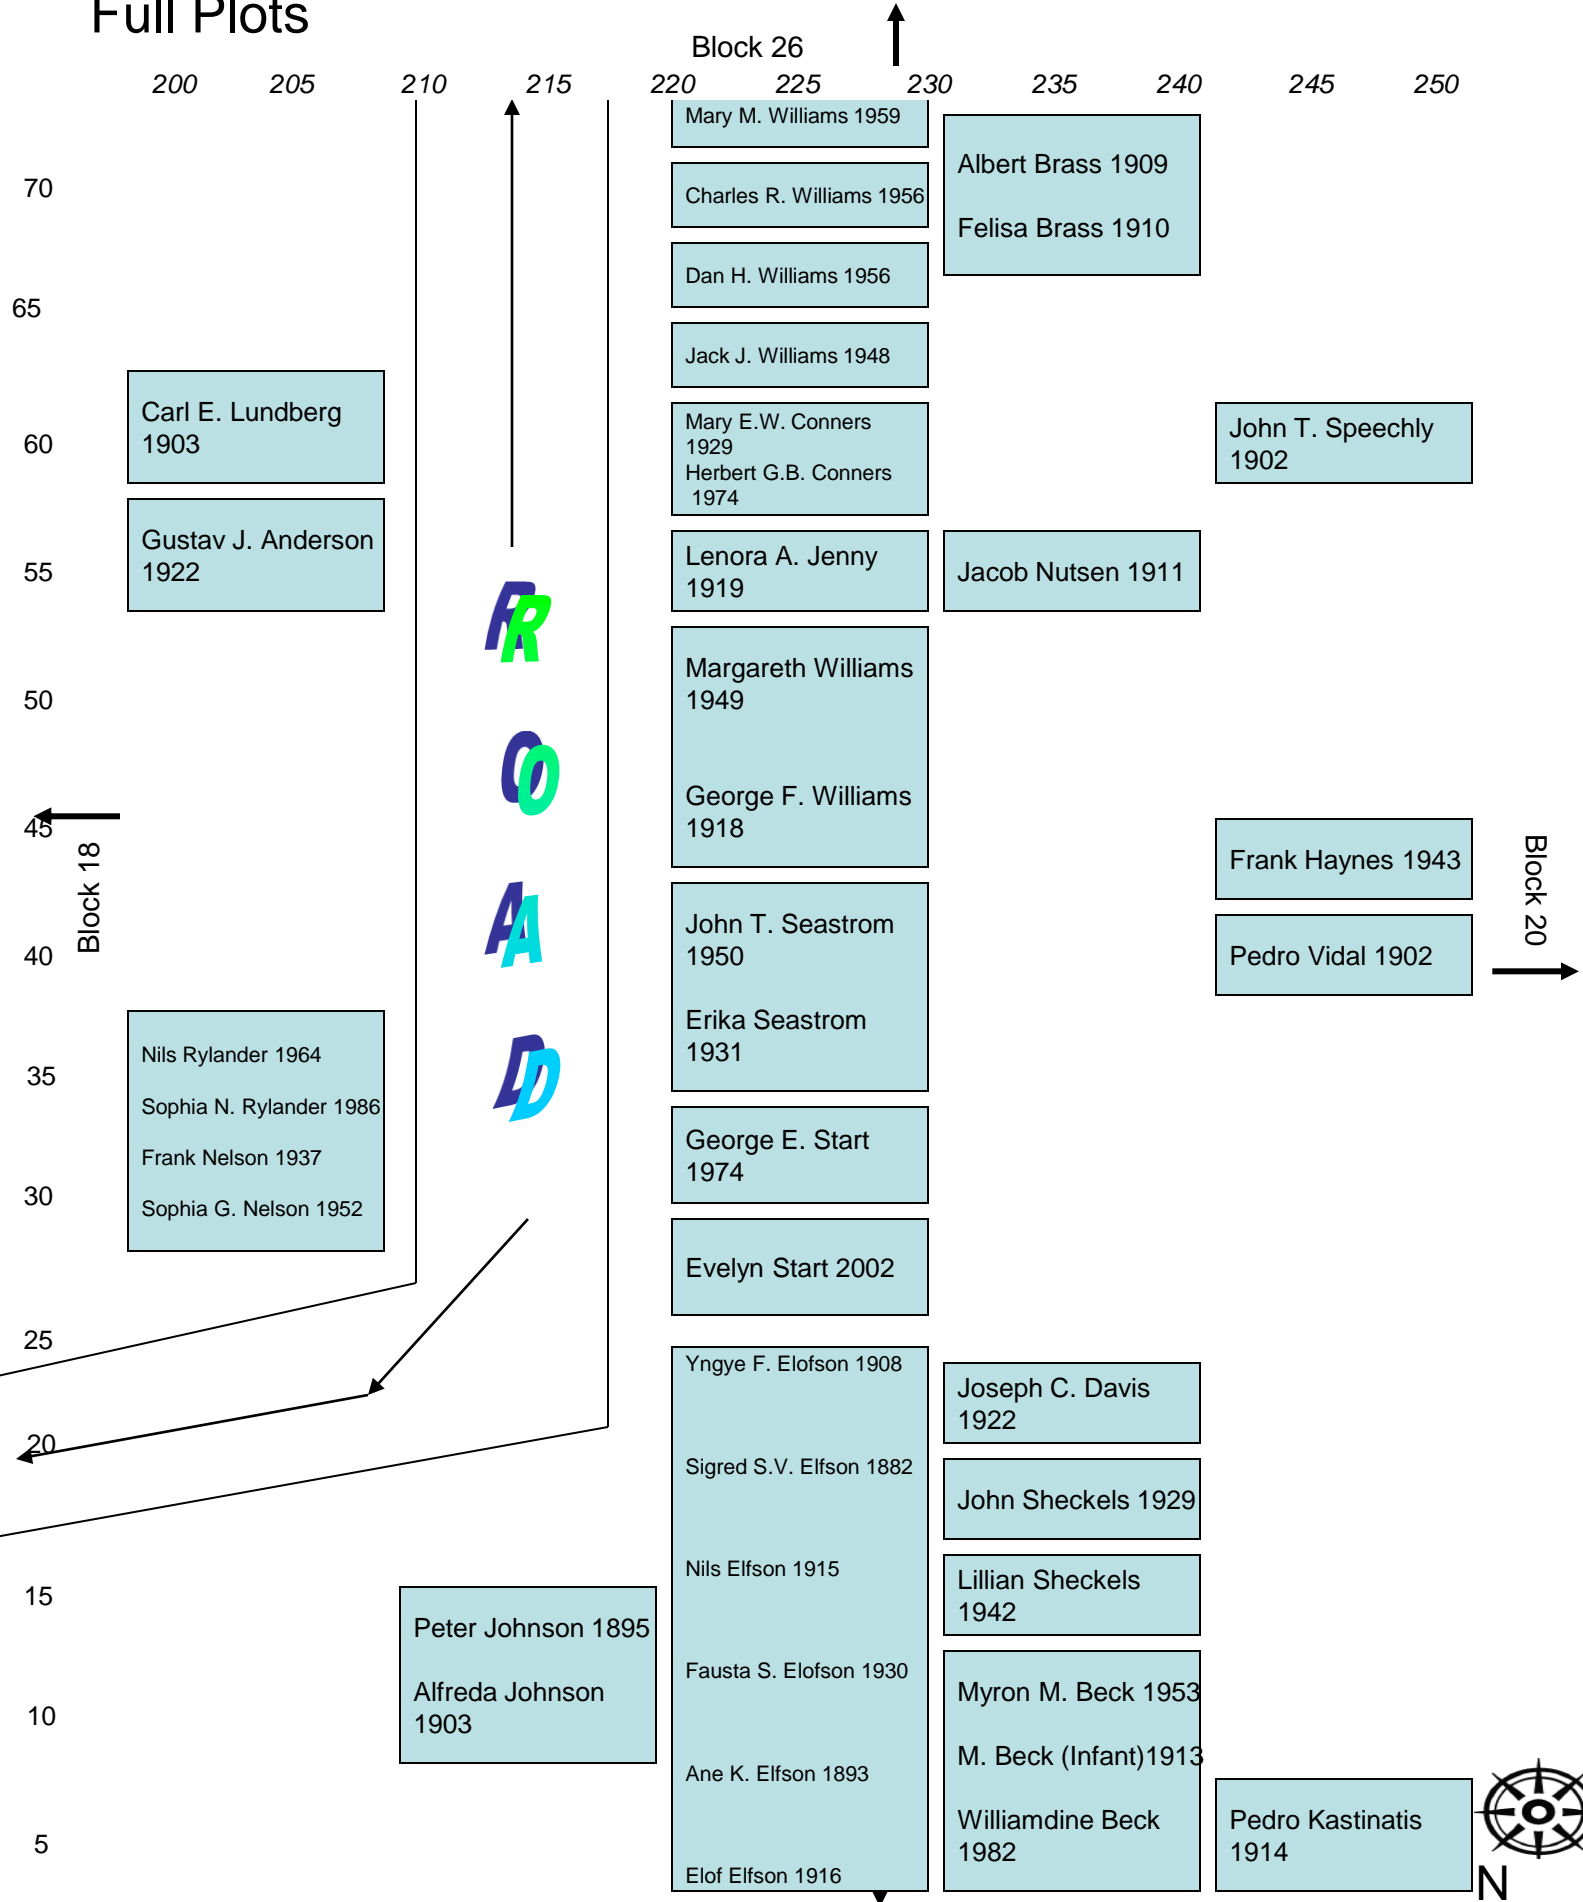 Full Plots
Block 26
200 205 210 215 220 225 230 235 240 245 250
70
65
60
55
50
45
40
35
30
25
20
15
10
5
Block 18
Carl E. Lundberg
1903
Gustav J. Anderson
1922
Nils Rylander 1964
Sophia N. Rylander 1986
Frank Nelson 1937
Sophia G. Nelson 1952
R
O
A
D
Peter Johnson 1895
Alfreda Johnson
1903
Mary M. Williams 1959
Charles R. Williams 1956
Dan H. Williams 1956
Jack J. Williams 1948
Mary E.W. Conners
1929
Herbert G.B. Conners
1974
Lenora A. Jenny
1919
Margareth Williams
1949
George F. Williams
1918
John T. Seastrom
1950
Erika Seastrom
1931
George E. Start
1974
Evelyn Start 2002
Yngye F. Elofson 1908
Sigred S.V. Elfson 1882
Nils Elfson 1915
Fausta S. Elofson 1930
Ane K. Elfson 1893
Elof Elfson 1916
Albert Brass 1909
Felisa Brass 1910
Jacob Nutsen 1911
Joseph C. Davis
1922
John Sheckels 1929
Lillian Sheckels
1942
Myron M. Beck 1953
M. Beck (Infant)1913
Williamdine Beck
1982
John T. Speechly
1902
Frank Haynes 1943
Pedro Vidal 1902
Pedro Kastinatis
1914
Block 20
N